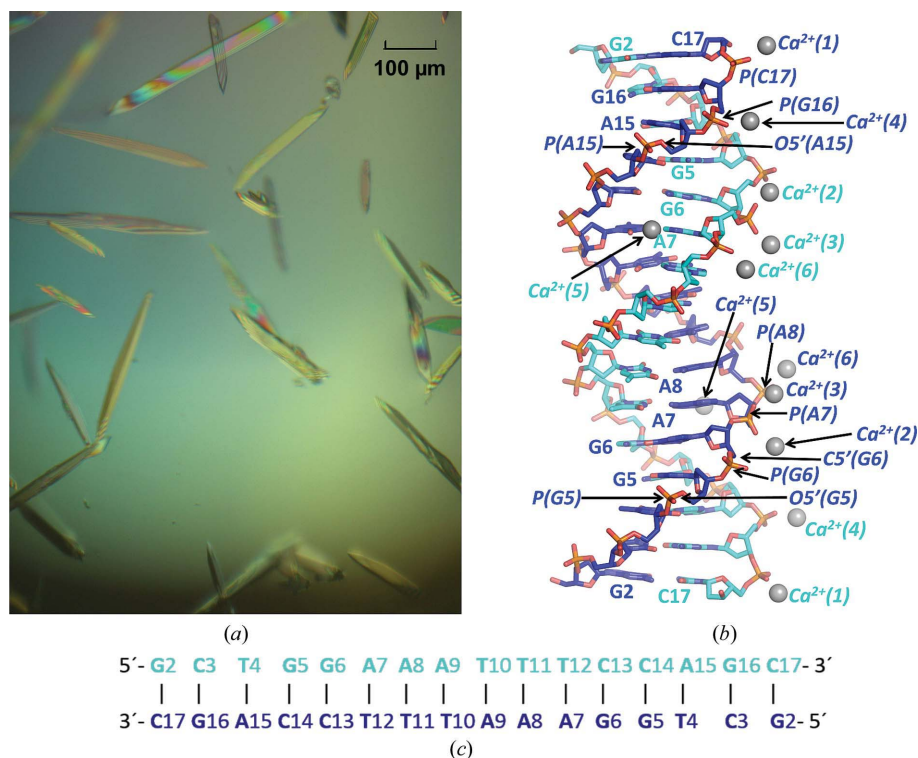 100 µm
(a)
G2
C17
Ca²⁺(1)
P(C17)
G16
P(G16)
A15
Ca²⁺(4)
P(A15)
O5′(A15)
G5
G6
Ca²⁺(2)
A7
Ca²⁺(3)
Ca²⁺(5)
Ca²⁺(6)
Ca²⁺(5)
P(A8)
A8
Ca²⁺(6)
Ca²⁺(3)
A7
P(A7)
G6
Ca²⁺(2)
C5′(G6)
G5
P(G6)
P(G5)
O5′(G5)
Ca²⁺(4)
G2
C17
Ca²⁺(1)
(b)
5´- G2 C3 T4 G5 G6 A7 A8 A9 T10 T11 T12 C13 C14 A15 G16 C17- 3´
3´- C17 G16 A15 C14 C13 T12 T11 T10 A9 A8 A7 G6 G5 T4 C3 G2- 5´
(c)